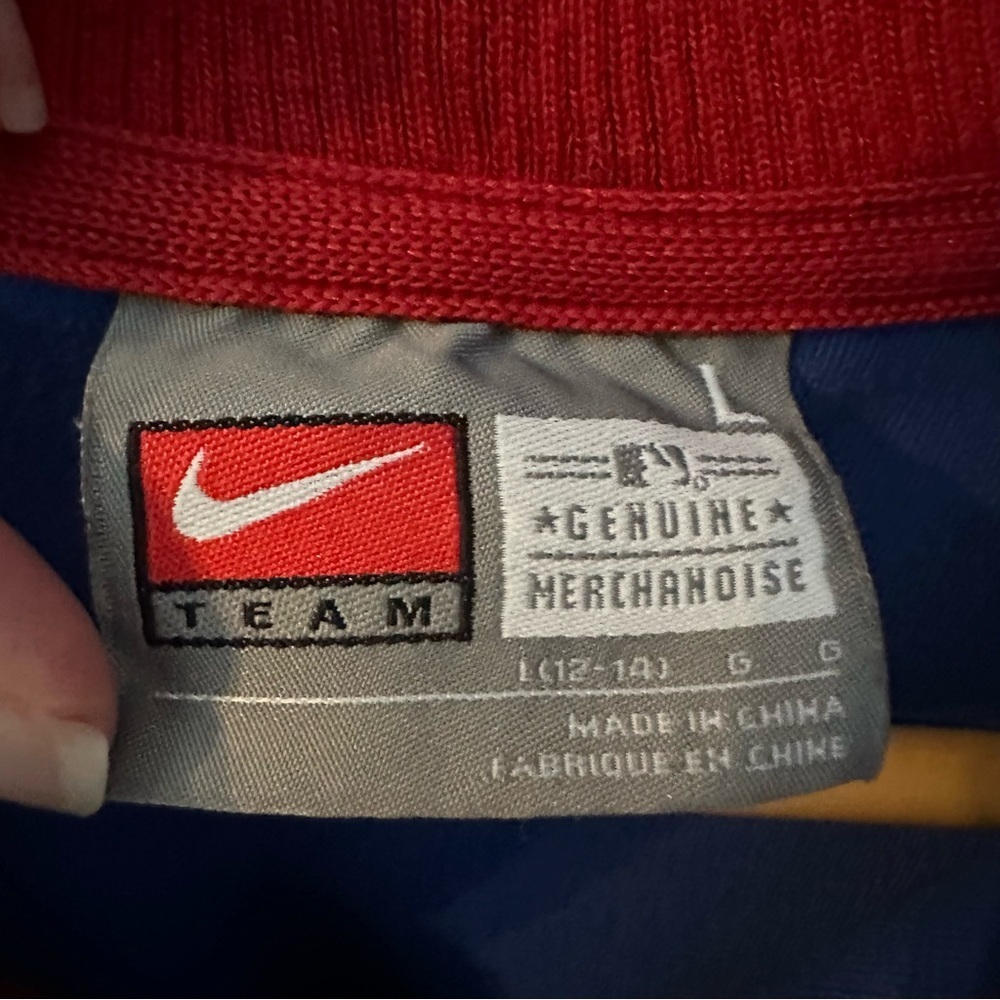 L
TEAM
GENUINE
MERCHANDISE
L(12-14) G G
MADE IN CHINA
FABRIQUE EN CHINE